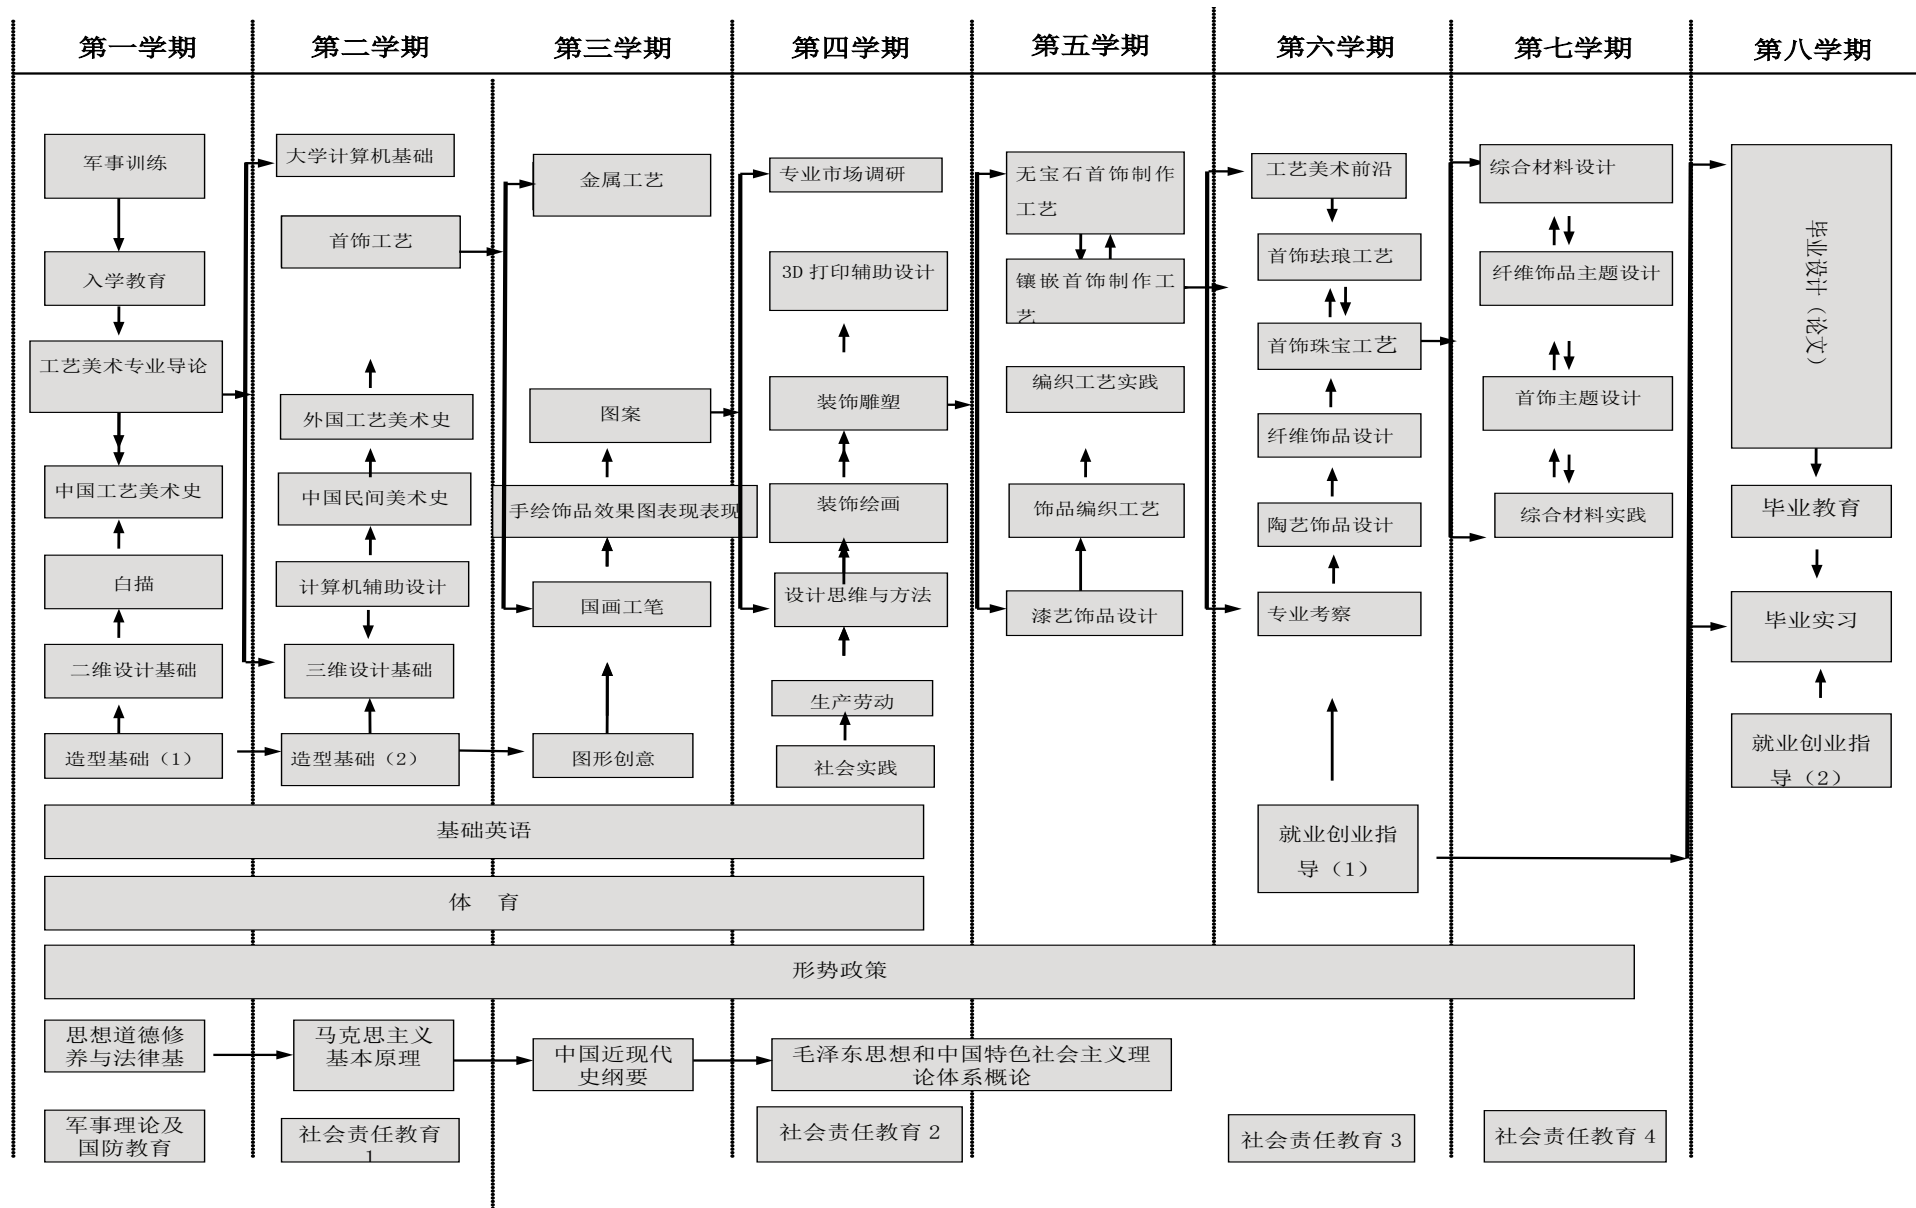 第一学期
第二学期
第三学期
第四学期
第五学期
第六学期
第七学期
第八学期
军事训练
入学教育
工艺美术专业导论
中国工艺美术史
白描
二维设计基础
造型基础（1）
大学计算机基础
首饰工艺
外国工艺美术史
中国民间美术史
计算机辅助设计
三维设计基础
造型基础（2）
金属工艺
图案
手绘饰品效果图表现表现
国画工笔
图形创意
专业市场调研
3D 打印辅助设计
装饰雕塑
装饰绘画
设计思维与方法
生产劳动
社会实践
无宝石首饰制作
工艺
镶嵌首饰制作工
艺
编织工艺实践
饰品编织工艺
漆艺饰品设计
工艺美术前沿
首饰珐琅工艺
首饰珠宝工艺
纤维饰品设计
陶艺饰品设计
专业考察
就业创业指
导（1）
综合材料设计
纤维饰品主题设计
首饰主题设计
综合材料实践
毕业设计（论文）
毕业教育
毕业实习
就业创业指
导（2）
基础英语
体 育
形势政策
思想道德修
养与法律基
马克思主义
基本原理
中国近现代
史纲要
毛泽东思想和中国特色社会主义理
论体系概论
军事理论及
国防教育
社会责任教育
1
社会责任教育 2
社会责任教育 3
社会责任教育 4